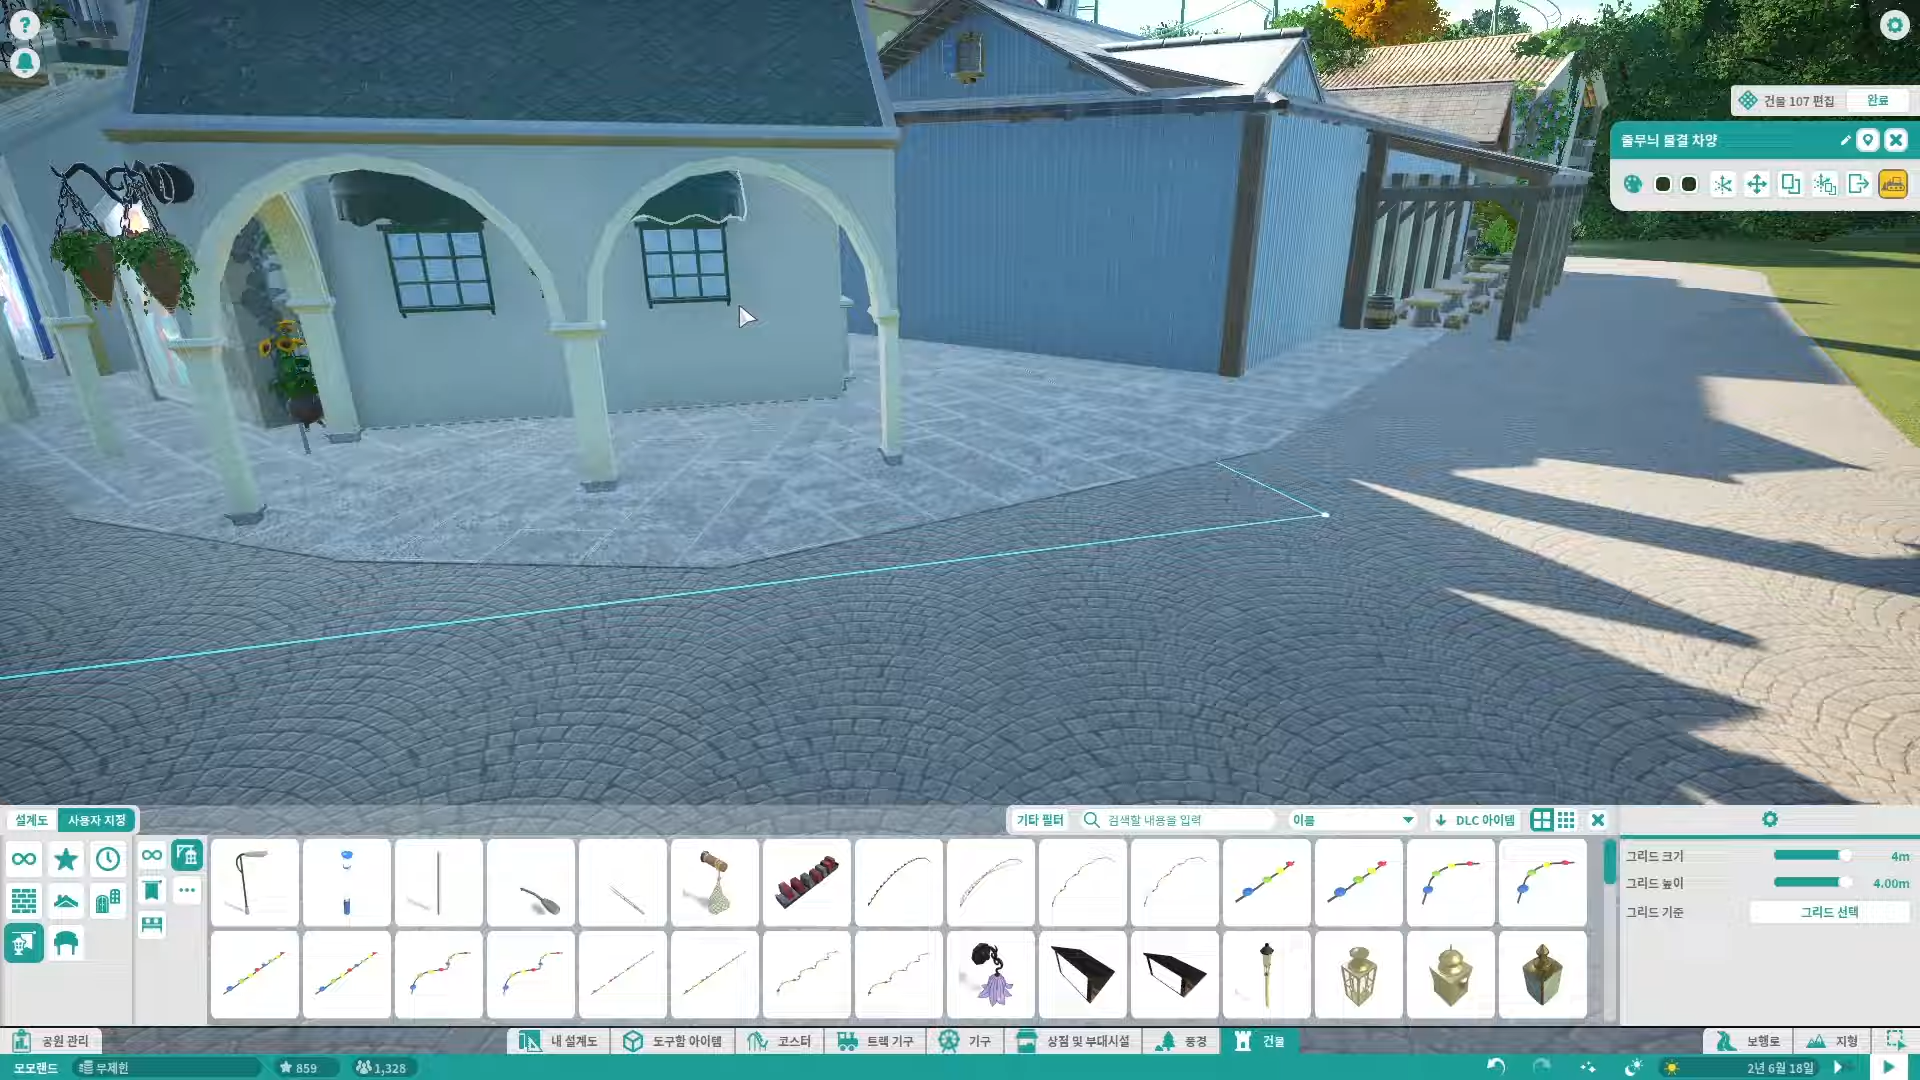 ?
건물 107 편집
완료
줄무늬 물결 차양
설계도
사용자 지정
기타 필터
검색할 내용을 입력
이름
DLC 아이템
그리드 크기
4m
그리드 높이
4.00m
그리드 기준
그리드 선택
공원 관리
내 설계도
도구함 아이템
코스터
트랙 기구
기구
상점 및 부대시설
풍경
건물
보행로
지형
모모랜드
무제한
859
1,328
2년 6월 18일